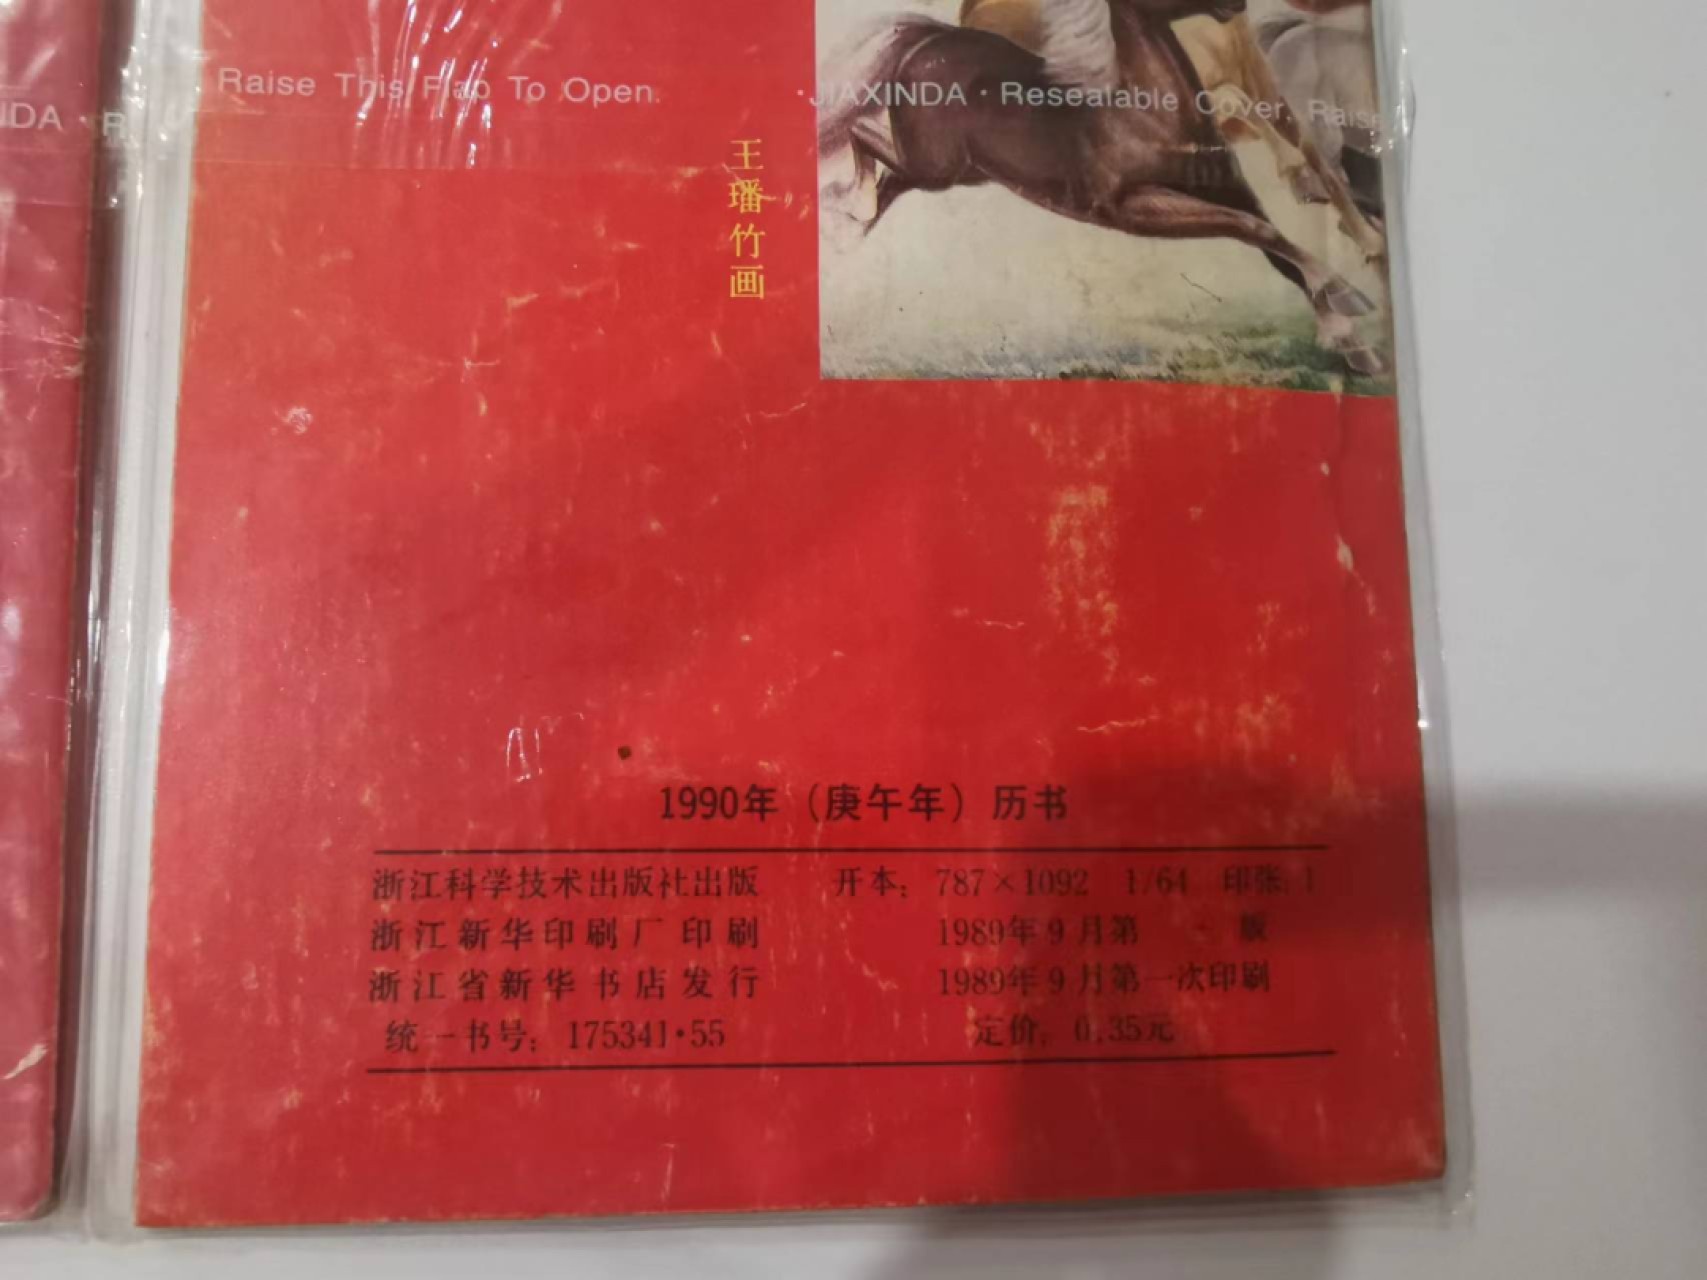 Raise This Flap To Open.
·JIAXINDA · Resealable Cover. Raise
王璠竹画
1990年（庚午年）历书
浙江科学技术出版社出版 开本：787×1092 1/64 印张：1
浙江新华印刷厂印刷 1989年9月第一版
浙江省新华书店发行 1989年9月第一次印刷
统一书号：175341·55 定价：0.35元